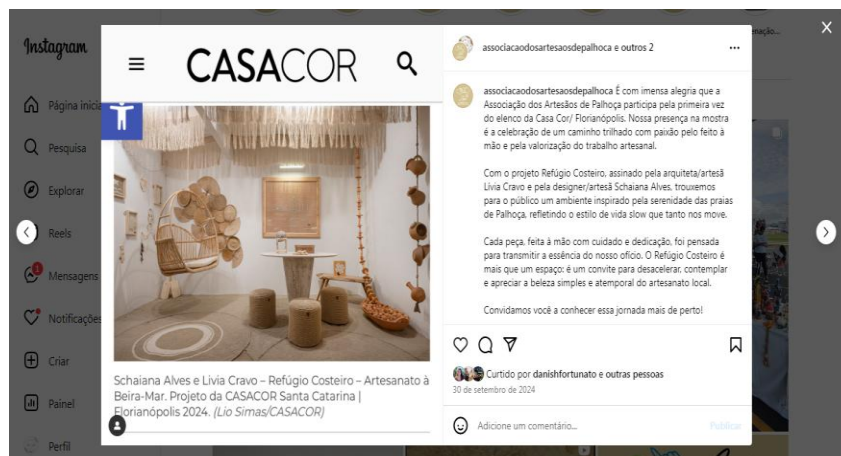 Instagram
Página inicia
Pesquisa
Explorar
Reels
Mensagens
1
Notificações
Criar
Painel
Perfil
CASACOR
Schaiana Alves e Livia Cravo – Refúgio Costeiro – Artesanato à
Beira-Mar. Projeto da CASACOR Santa Catarina |
Florianópolis 2024. (Lio Simas/CASACOR)
associacaodosartesaosdepalhoca e outros 2
associacaodosartesaosdepalhoca É com imensa alegria que a
Associação dos Artesãos de Palhoça participa pela primeira vez
do elenco da Casa Cor/ Florianópolis. Nossa presença na mostra
é a celebração de um caminho trilhado com paixão pelo feito à
mão e pela valorização do trabalho artesanal.
Com o projeto Refúgio Costeiro, assinado pela arquiteta/artesã
Livia Cravo e pela designer/artesã Schaiana Alves, trouxemos
para o público um ambiente inspirado pela serenidade das praias
de Palhoça, refletindo o estilo de vida slow que tanto nos move.
Cada peça, feita à mão com cuidado e dedicação, foi pensada
para transmitir a essência do nosso ofício. O Refúgio Costeiro é
mais que um espaço: é um convite para desacelerar, contemplar
e apreciar a beleza simples e atemporal do artesanato local.
Convidamos você a conhecer essa jornada mais de perto!
Curtido por danishfortunato e outras pessoas
30 de setembro de 2024
Adicione um comentário...
Publicar